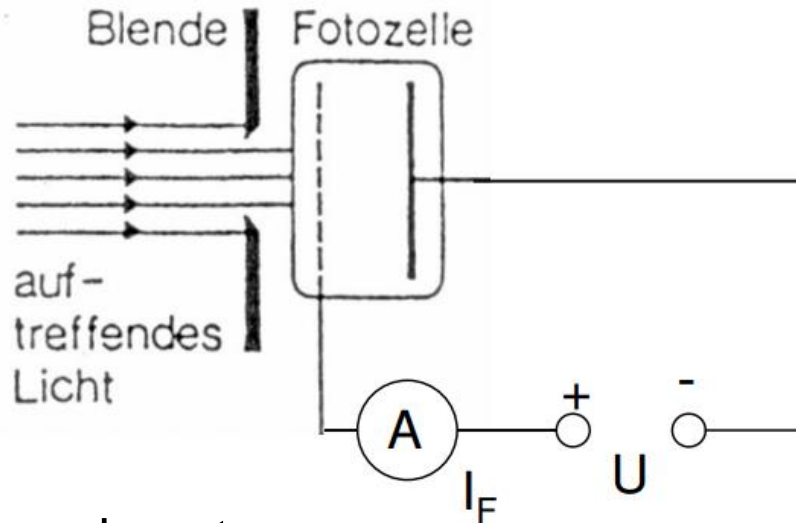 Blende Fotozelle
auf-
treffendes
Licht
A
+ -
I_F
U